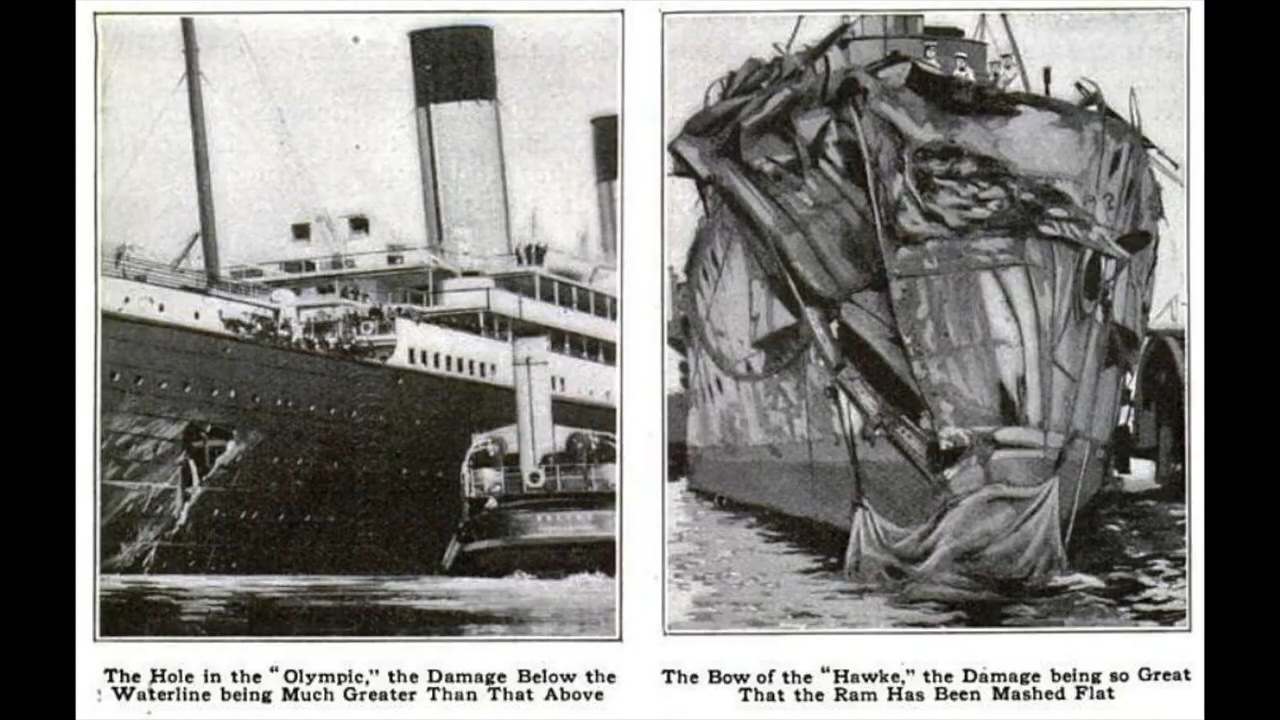 The Hole in the "Olympic," the Damage Below the
Waterline being Much Greater Than That Above
The Bow of the "Hawke," the Damage being so Great
That the Ram Has Been Mashed Flat